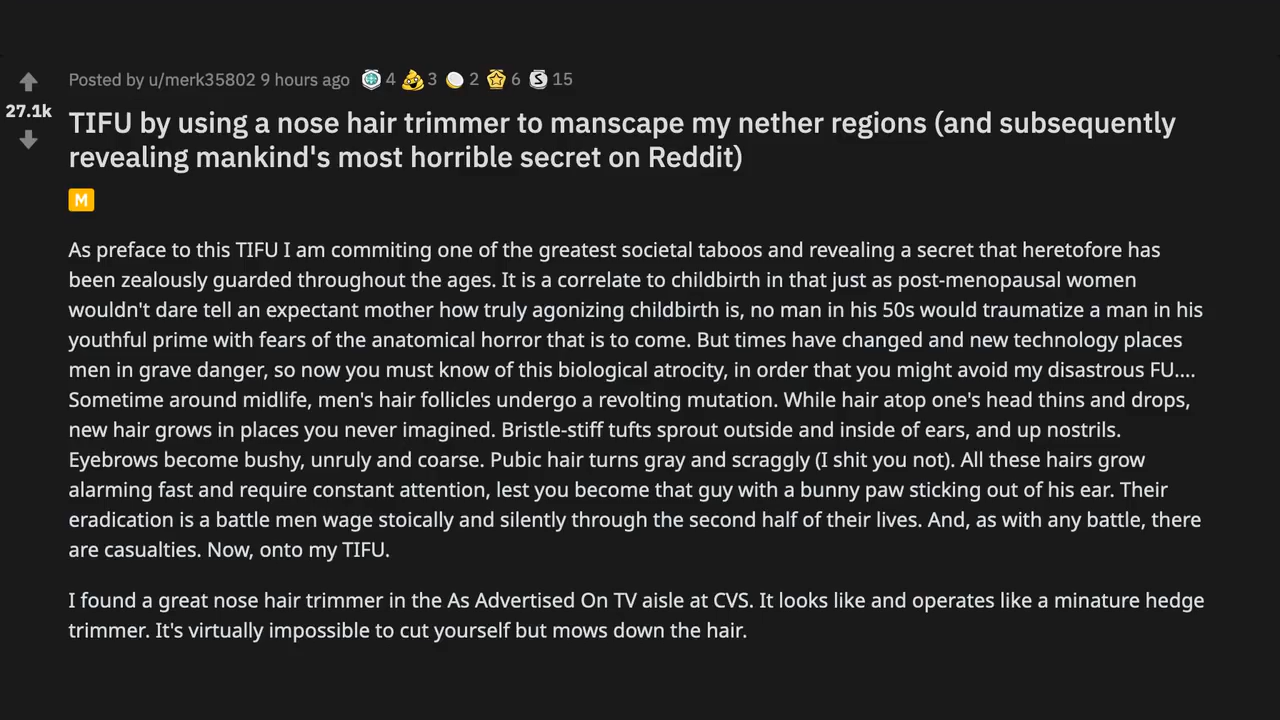 Posted by u/merk35802 9 hours ago 4 3 2 6 S 15
27.1k
TIFU by using a nose hair trimmer to manscape my nether regions (and subsequently
revealing mankind's most horrible secret on Reddit)
M
As preface to this TIFU I am commiting one of the greatest societal taboos and revealing a secret that heretofore has
been zealously guarded throughout the ages. It is a correlate to childbirth in that just as post-menopausal women
wouldn't dare tell an expectant mother how truly agonizing childbirth is, no man in his 50s would traumatize a man in his
youthful prime with fears of the anatomical horror that is to come. But times have changed and new technology places
men in grave danger, so now you must know of this biological atrocity, in order that you might avoid my disastrous FU....
Sometime around midlife, men's hair follicles undergo a revolting mutation. While hair atop one's head thins and drops,
new hair grows in places you never imagined. Bristle-stiff tufts sprout outside and inside of ears, and up nostrils.
Eyebrows become bushy, unruly and coarse. Pubic hair turns gray and scraggly (I shit you not). All these hairs grow
alarming fast and require constant attention, lest you become that guy with a bunny paw sticking out of his ear. Their
eradication is a battle men wage stoically and silently through the second half of their lives. And, as with any battle, there
are casualties. Now, onto my TIFU.
I found a great nose hair trimmer in the As Advertised On TV aisle at CVS. It looks like and operates like a minature hedge
trimmer. It's virtually impossible to cut yourself but mows down the hair.